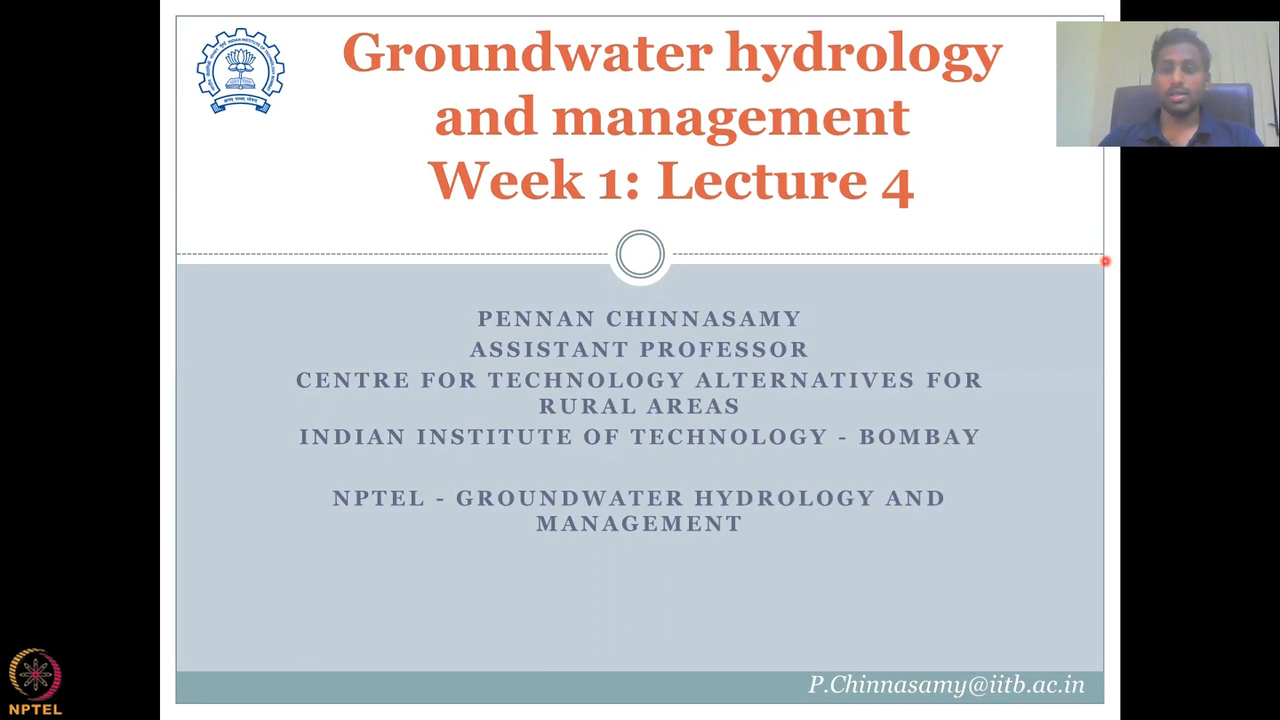 Groundwater hydrology
and management
Week 1: Lecture 4
PENNAN CHINNASAMY
ASSISTANT PROFESSOR
CENTRE FOR TECHNOLOGY ALTERNATIVES FOR
RURAL AREAS
INDIAN INSTITUTE OF TECHNOLOGY - BOMBAY
NPTEL - GROUNDWATER HYDROLOGY AND
MANAGEMENT
P.Chinnasamy@iitb.ac.in
NPTEL